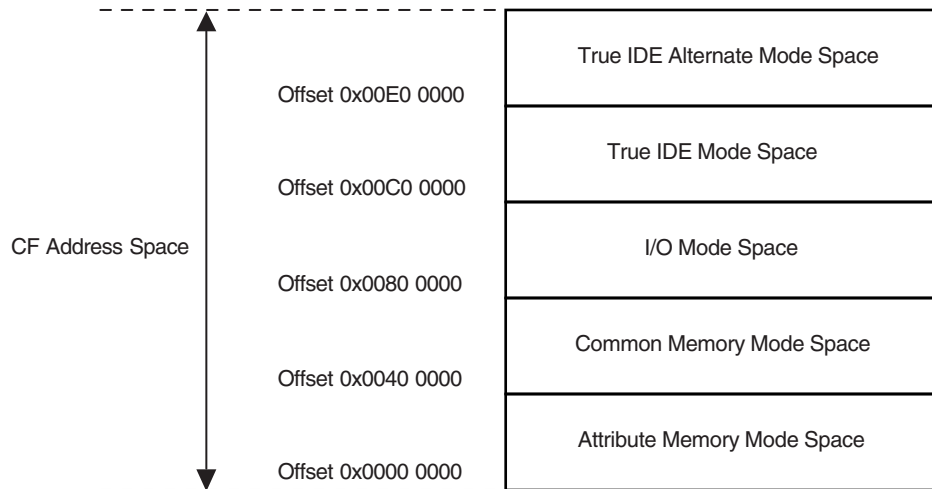 True IDE Alternate Mode Space
Offset 0x00E0 0000
True IDE Mode Space
Offset 0x00C0 0000
CF Address Space
I/O Mode Space
Offset 0x0080 0000
Common Memory Mode Space
Offset 0x0040 0000
Attribute Memory Mode Space
Offset 0x0000 0000